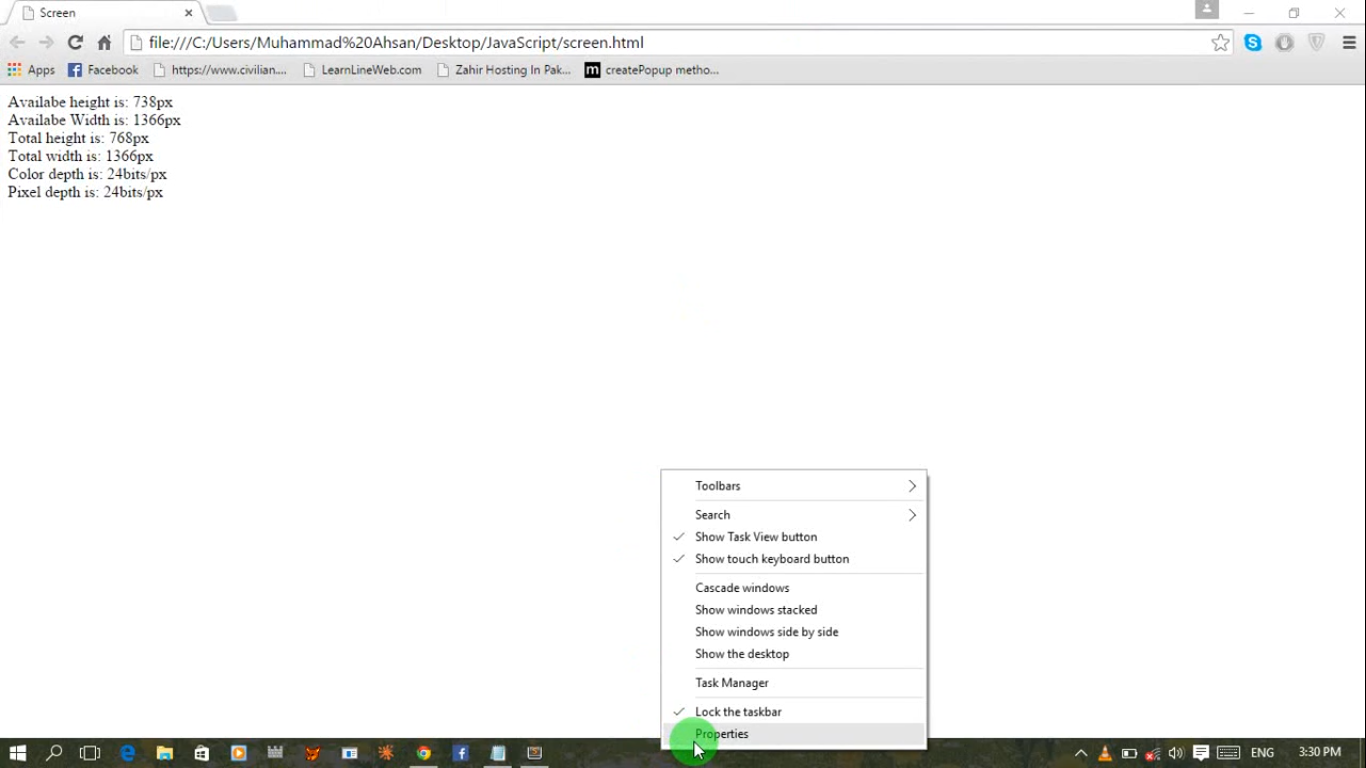 Screen
file:///C:/Users/Muhammad%20Ahsan/Desktop/JavaScript/screen.html
Apps Facebook https://www.civilian.... LearnLineWeb.com Zahir Hosting In Pak... m createPopup metho...
Availabe height is: 738px
Availabe Width is: 1366px
Total height is: 768px
Total width is: 1366px
Color depth is: 24bits/px
Pixel depth is: 24bits/px
Toolbars
Search
Show Task View button
Show touch keyboard button
Cascade windows
Show windows stacked
Show windows side by side
Show the desktop
Task Manager
Lock the taskbar
Properties
ENG 3:30 PM